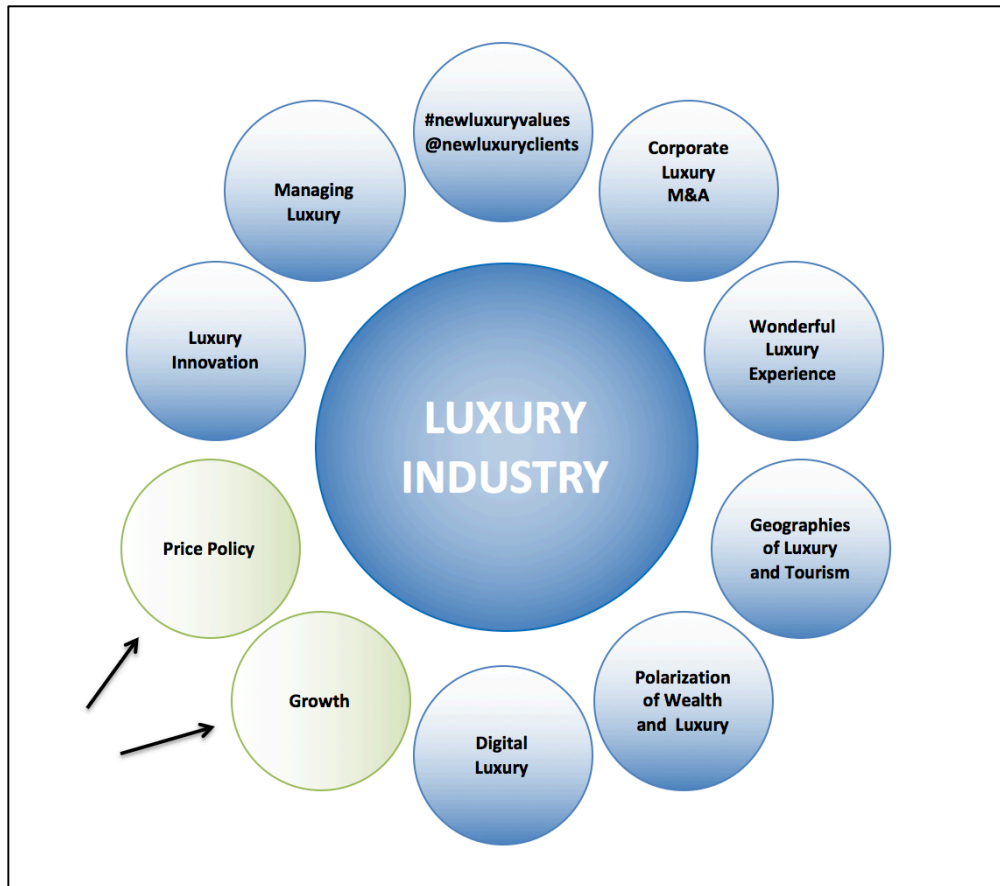 #newluxuryvalues
@newluxuryclients
Corporate
Luxury
M&A
Wonderful
Luxury
Experience
Geographies
of Luxury
and Tourism
Polarization
of Wealth
and Luxury
Digital
Luxury
Growth
Price Policy
Luxury
Innovation
Managing
Luxury
LUXURY
INDUSTRY